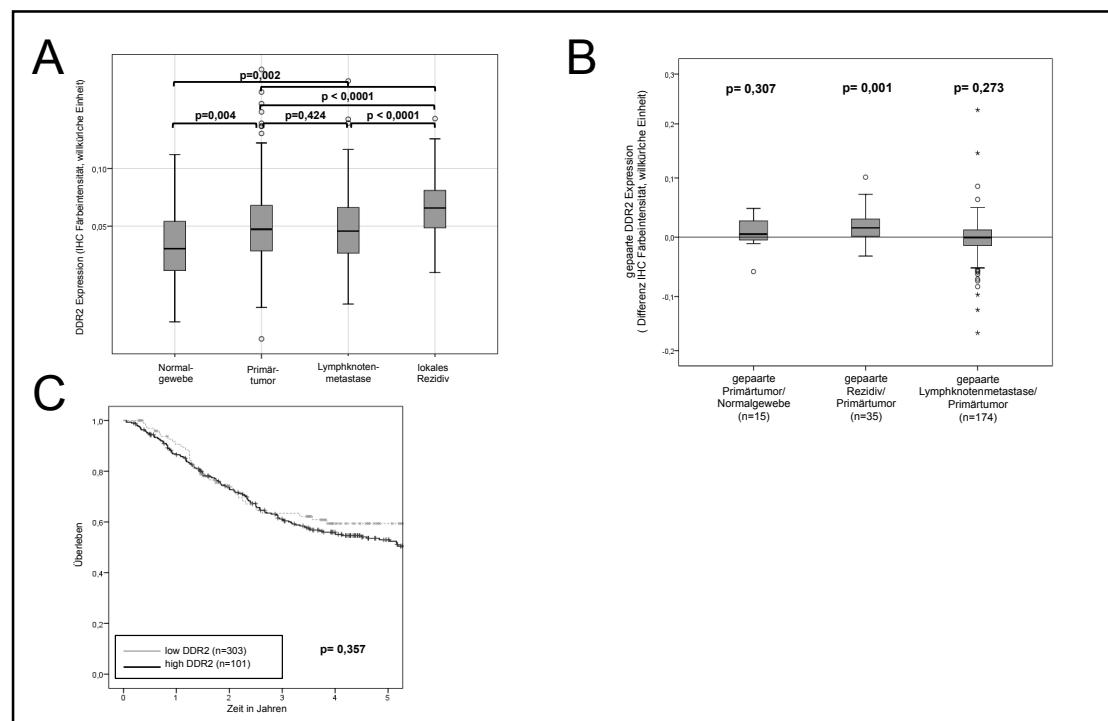 A
p=0,002
p < 0,0001
p=0,004
p=0,424
p < 0,0001
0,10
0,05
DDR2 Expression (IHC Färbeintensität, willkürlche Einheit)
Normal-
gewebe
Primär-
tumor
Lymphknoten-
metastase
lokales
Rezidiv
B
p= 0,307
p= 0,001
p= 0,273
0,3
0,2
0,1
0,0
-0,1
-0,2
gepaarte DDR2 Expression
( Differenz IHC Färbeintensität, willkürlche Einheit)
gepaarte
Primärtumor/
Normalgewebe
(n=15)
gepaarte
Rezidiv/
Primärtumor
(n=35)
gepaarte
Lymphknotenmetastase/
Primärtumor
(n=174)
C
1,0
0,8
0,6
0,4
0,2
0,0
Überleben
low DDR2 (n=303)
high DDR2 (n=101)
p= 0,357
0
1
2
3
4
5
Zeit in Jahren